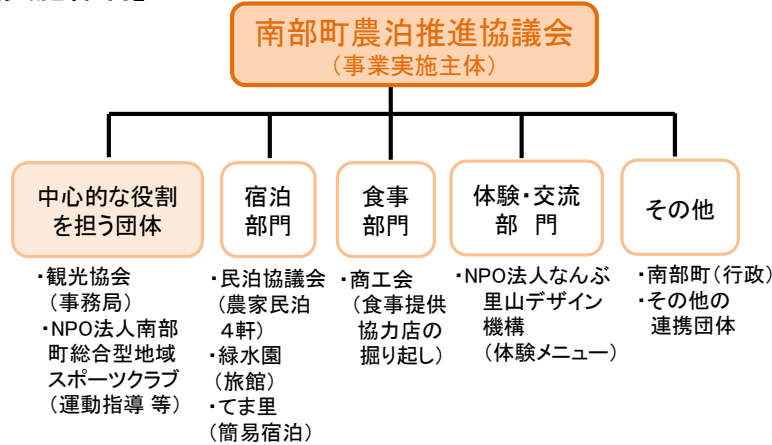 南部町農泊推進協議会
（事業実施主体）
中心的な役割
を担う団体
宿泊
部門
食事
部門
体験・交流
部　門
その他
・観光協会
（事務局）
・NPO法人南部
町総合型地域
スポーツクラブ
（運動指導 等）
・民泊協議会
（農家民泊
４軒）
・緑水園
（旅館）
・てま里
（簡易宿泊）
・商工会
（食事提供
協力店の
掘り起し）
・NPO法人なんぶ
里山デザイン
機構
（体験メニュー）
・南部町（行政）
・その他の
連携団体